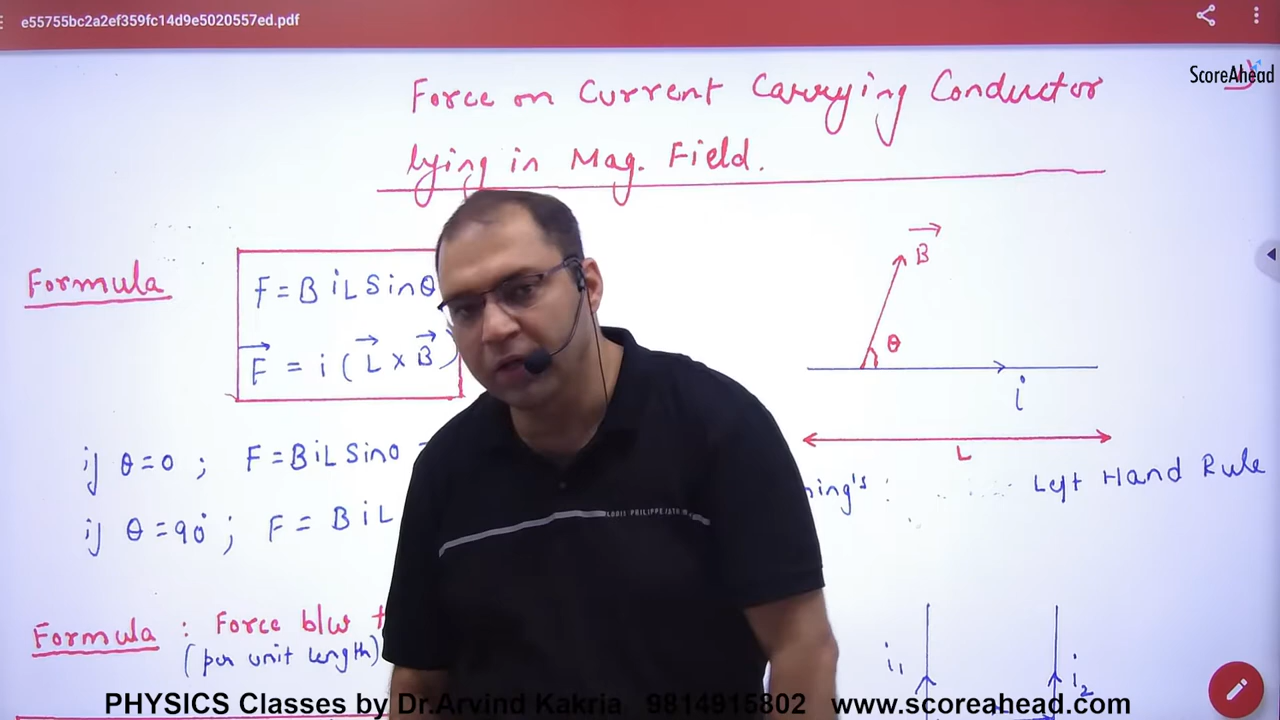 e55755bc2a2ef359fc14d9e5020557ed.pdf
ScoreAhead
Force on Current Carrying Conductor
lying in Mag. Field.
Formula
F = B i L Sin θ
F = i ( L × B )
B
θ
i
L
if θ = 0 ; F = B i L Sin 0
Left Hand Rule
if θ = 90° ; F = B i L
Formula : Force b/w
(per unit length)
i₁
i₂
LOUIS PHILIPPE
PHYSICS Classes by Dr.Arvind Kakria 9814915802 www.scoreahead.com